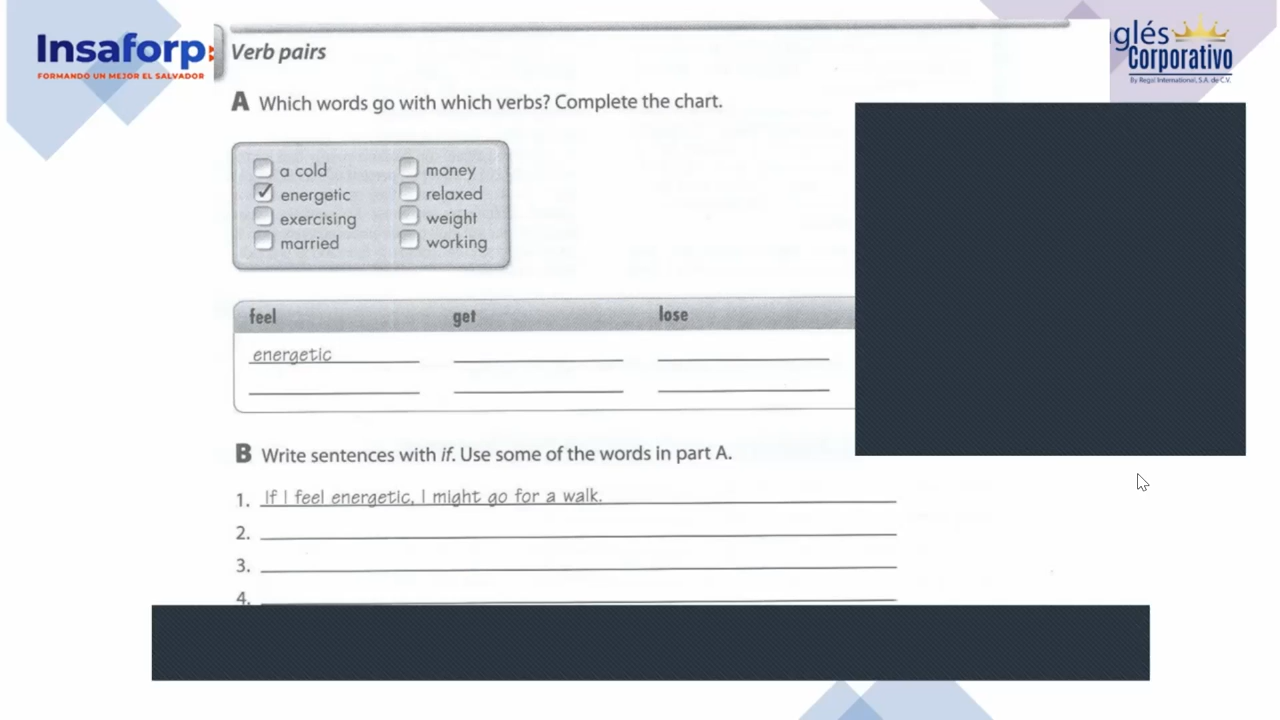 Insaforp
FORMANDO UN MEJOR EL SALVADOR
glés
Corporativo
By Regal International, S.A. de C.V.
Verb pairs
A Which words go with which verbs? Complete the chart.
a cold money
energetic relaxed
exercising weight
married working
feel get lose
energetic
B Write sentences with if. Use some of the words in part A.
1. If I feel energetic, I might go for a walk.
2.
3.
4.